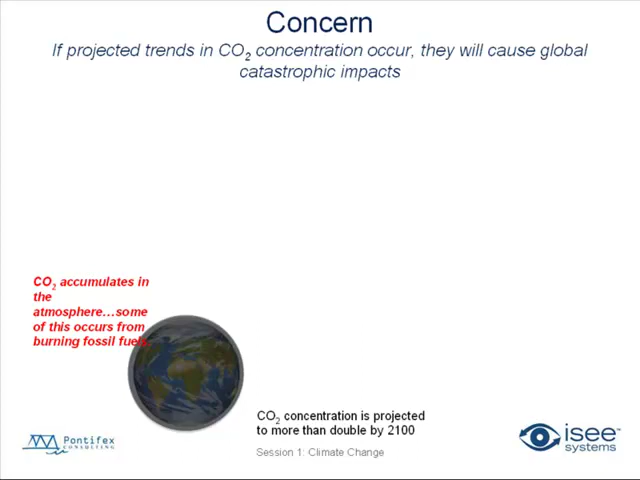 Concern
If projected trends in CO2 concentration occur, they will cause global
catastrophic impacts
CO2 accumulates in
the
atmosphere…some
of this occurs from
burning fossil fuels.
CO2 concentration is projected
to more than double by 2100
Pontifex
CONSULTING
Session 1: Climate Change
isee™
systems